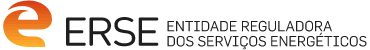 ERSE ENTIDADE REGULADORA
DOS SERVIÇOS ENERGÉTICOS